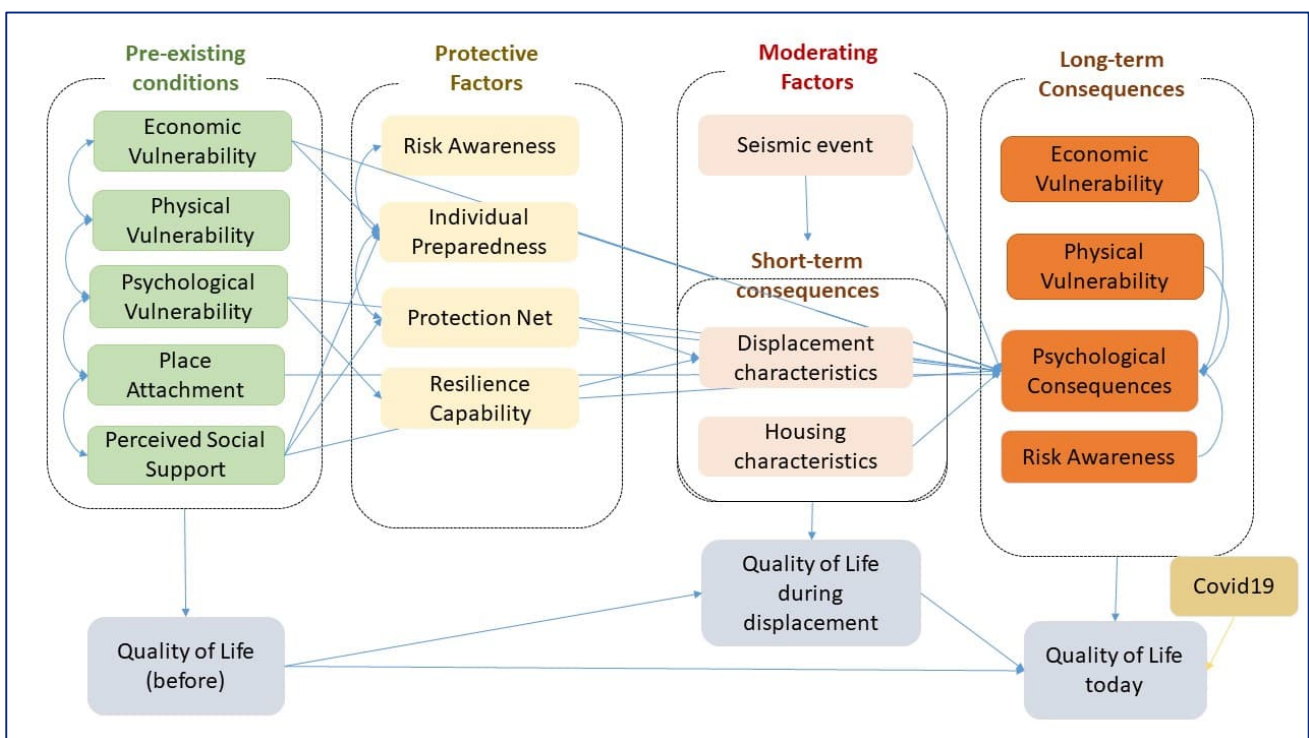 Pre-existing
conditions
Economic
Vulnerability
Physical
Vulnerability
Psychological
Vulnerability
Place
Attachment
Perceived Social
Support
Quality of Life
(before)
Protective
Factors
Risk Awareness
Individual
Preparedness
Protection Net
Resilience
Capability
Moderating
Factors
Seismic event
Short-term
consequences
Displacement
characteristics
Housing
characteristics
Quality of Life
during
displacement
Long-term
Consequences
Economic
Vulnerability
Physical
Vulnerability
Psychological
Consequences
Risk Awareness
Covid19
Quality of Life
today